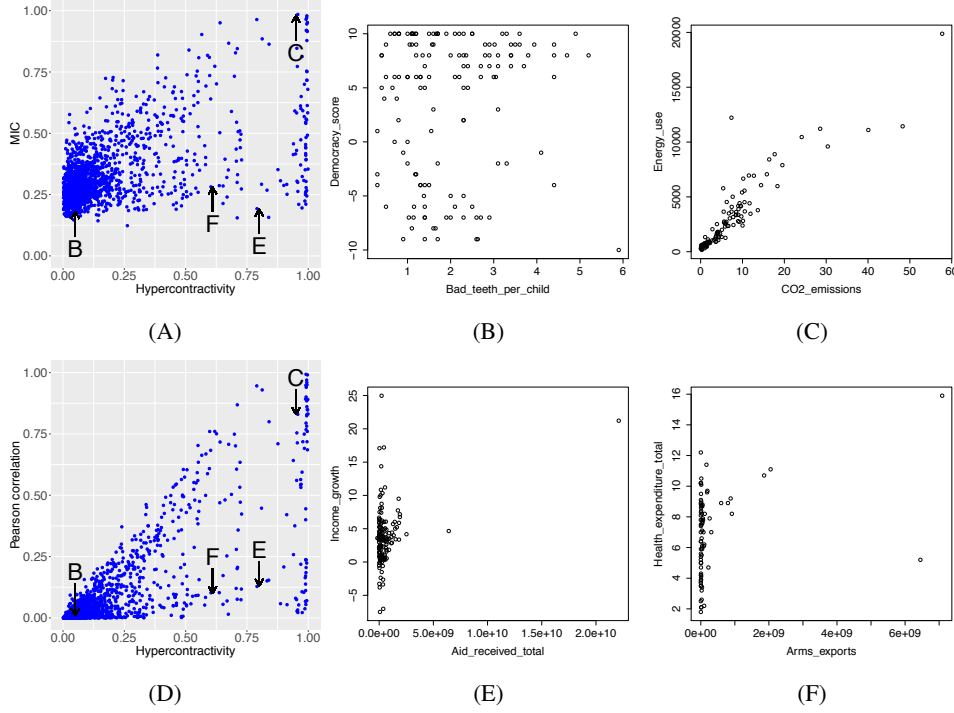 1.00
0.75
0.50
0.25
0.00
MIC
C
B
F
E
0.00 0.25 0.50 0.75 1.00
Hypercontractivity
(A)
10
5
0
−5
−10
Democracy_score
1 2 3 4 5 6
Bad_teeth_per_child
(B)
20000
15000
10000
5000
0
Energy_use
0 10 20 30 40 50 60
CO2_emissions
(C)
1.00
0.75
0.50
0.25
0.00
Pearson correlation
C
B
F
E
0.00 0.25 0.50 0.75 1.00
Hypercontractivity
(D)
25
20
15
10
5
0
−5
Income_growth
0.0e+00 5.0e+09 1.0e+10 1.5e+10 2.0e+10
Aid_received_total
(E)
16
14
12
10
8
6
4
2
Health_expenditure_total
0e+00 2e+09 4e+09 6e+09
Arms_exports
(F)